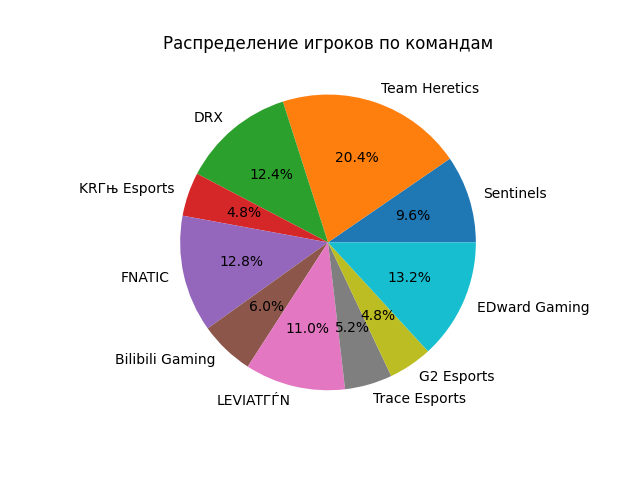 Распределение игроков по командам
Team Heretics
DRX
20.4%
12.4%
KRГњ Esports
Sentinels
4.8%
9.6%
FNATIC
12.8%
13.2%
EDward Gaming
6.0%
11.0%
5.2%
4.8%
Bilibili Gaming
G2 Esports
LEVIATГЃN
Trace Esports